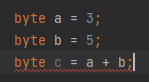 byte a = 3;
byte b = 5;
byte c = a + b;